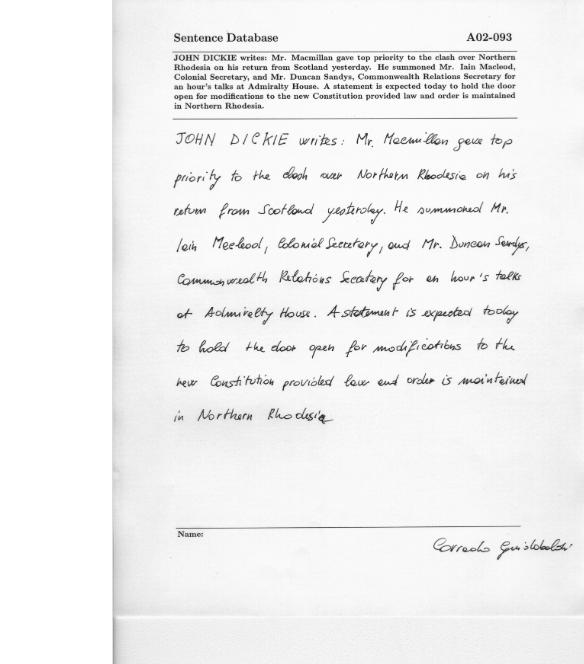 Sentence Database A02-093
JOHN DICKIE writes: Mr. Macmillan gave top priority to the clash over Northern
Rhodesia on his return from Scotland yesterday. He summoned Mr. Iain Macleod,
Colonial Secretary, and Mr. Duncan Sandys, Commonwealth Relations Secretary for
an hour's talks at Admiralty House. A statement is expected today to hold the door
open for modifications to the new Constitution provided law and order is maintained
in Northern Rhodesia.
JOHN DICKIE writes: Mr. Macmillan gave top
priority to the clash over Northern Rhodesia on his
return from Scotland yesterday. He summoned Mr.
Iain Macleod, Colonial Secretary, and Mr. Duncan Sandys,
Commonwealth Relations Secretary for an hour's talks
at Admiralty House. A statement is expected today
to hold the door open for modifications to the
new Constitution provided law and order is maintained
in Northern Rhodesia
Name: